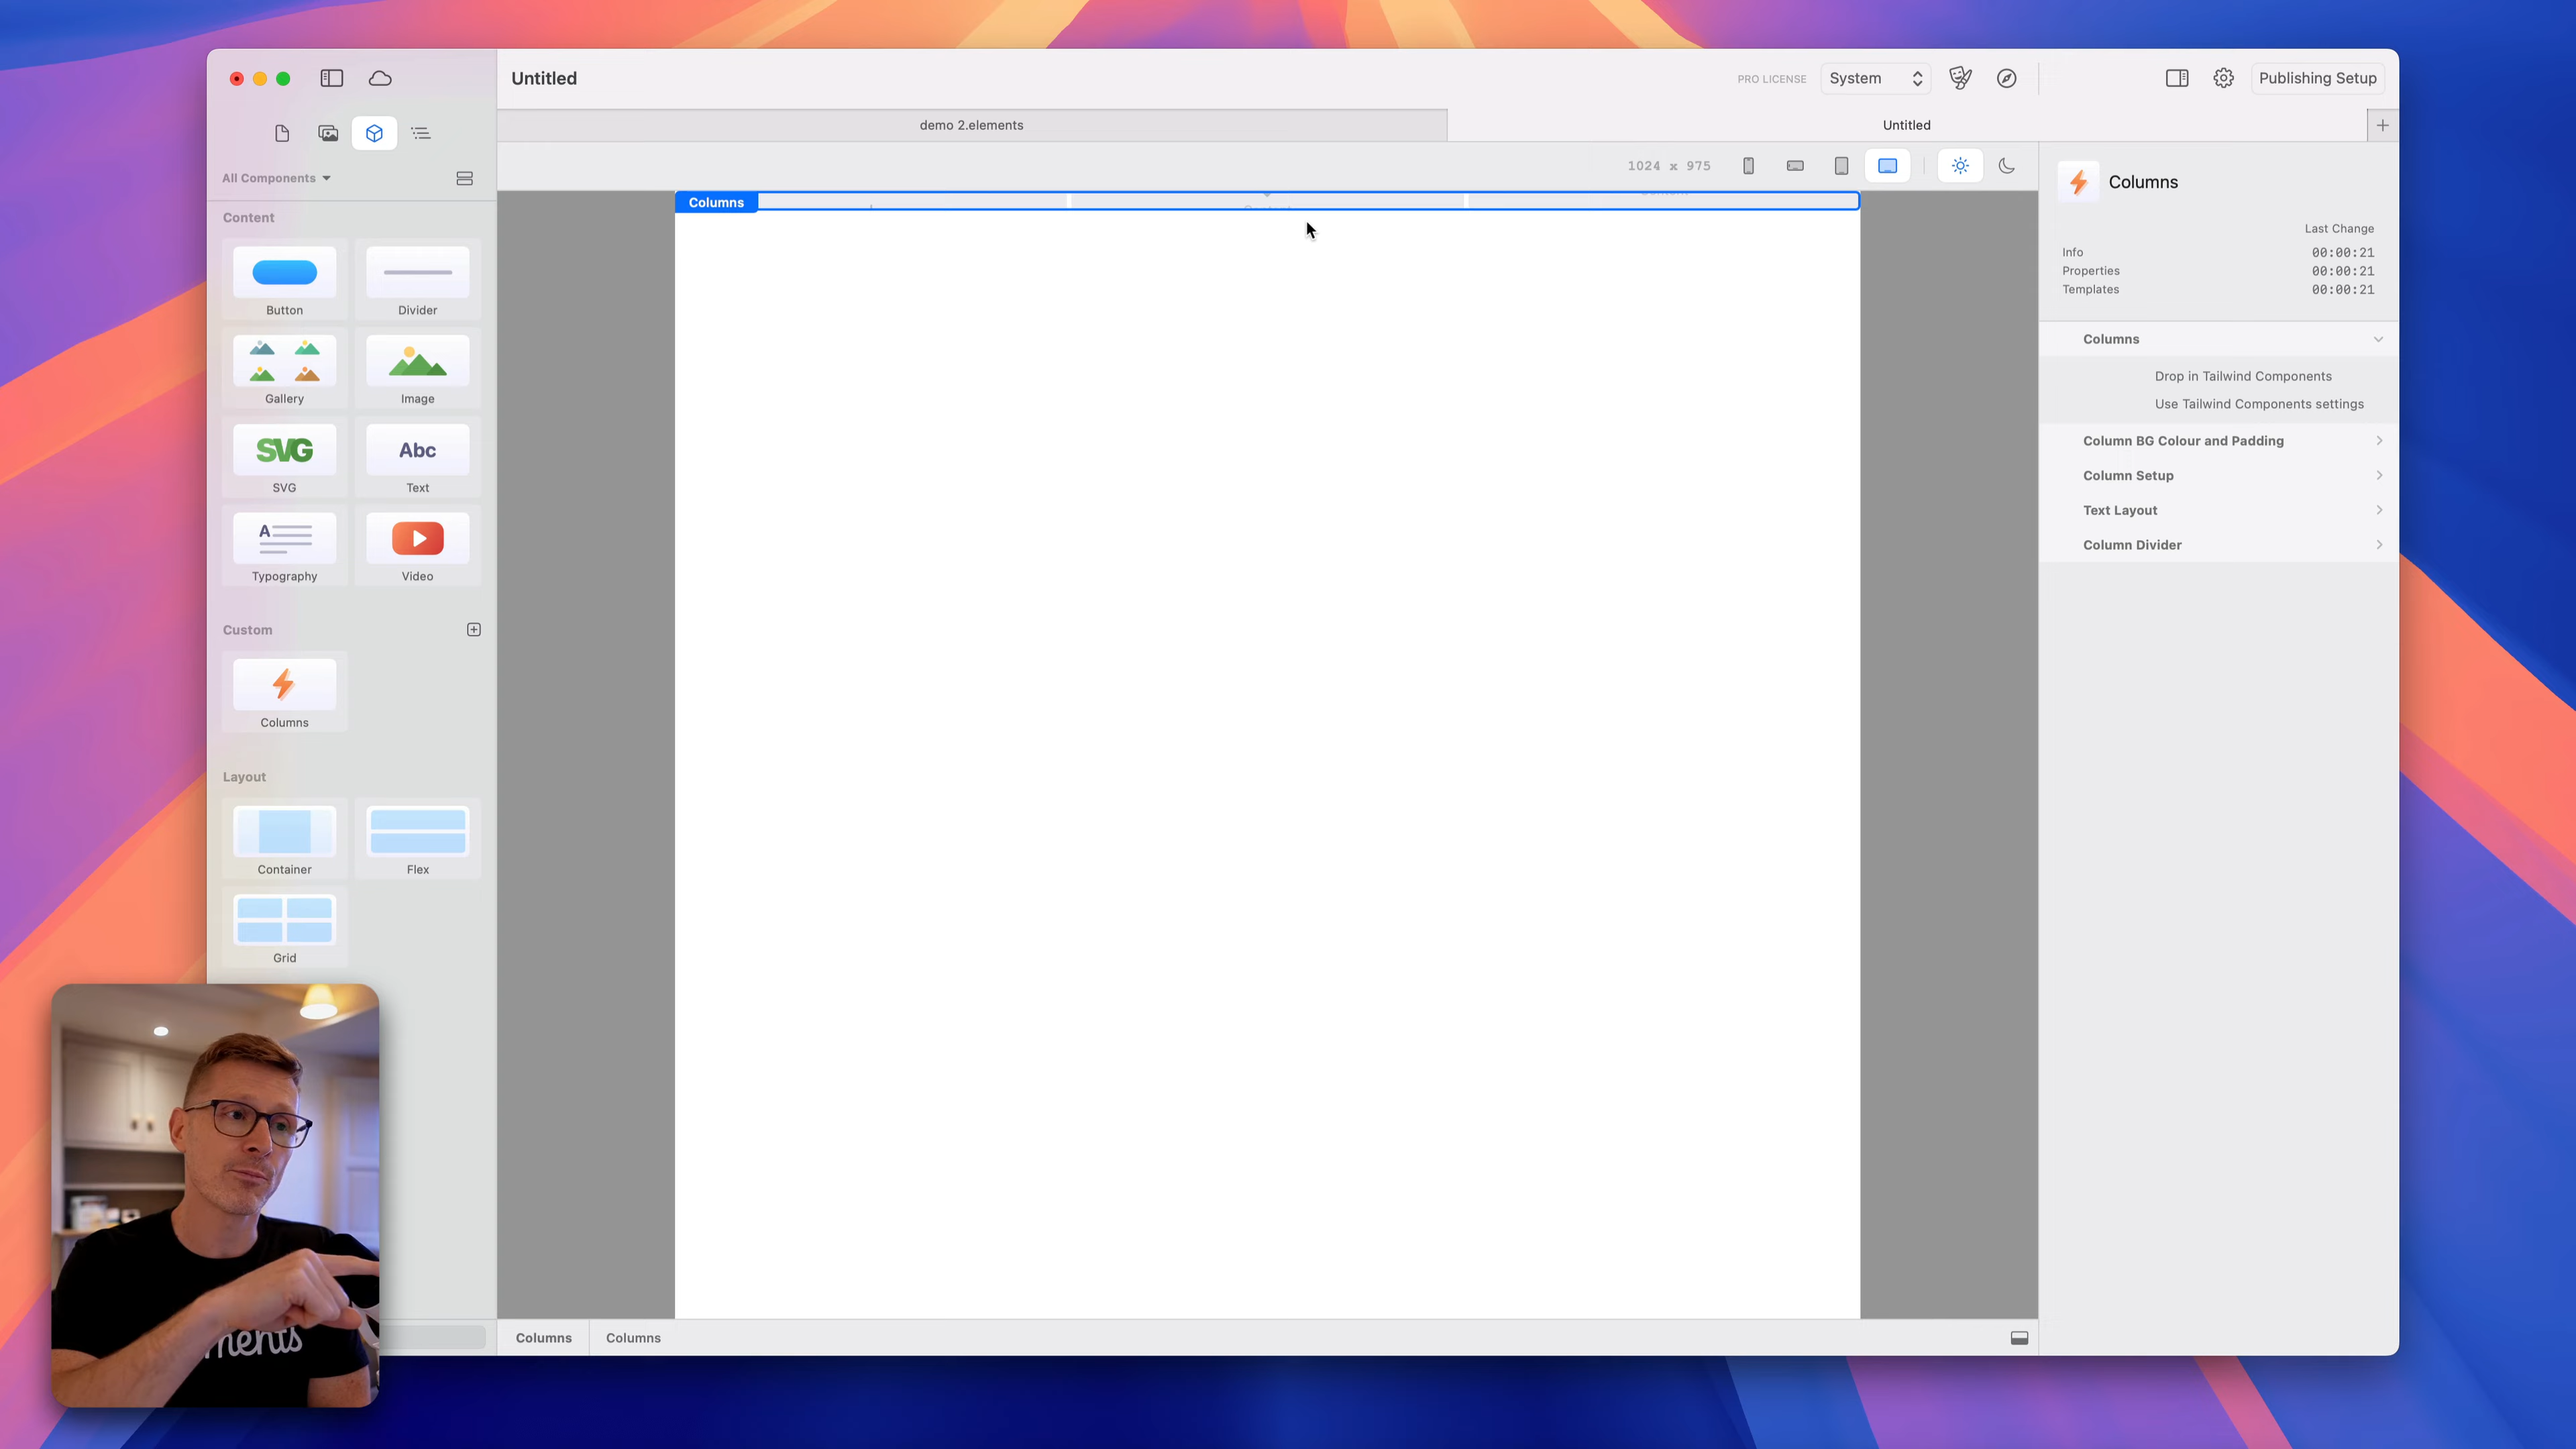 Untitled
PRO LICENSE
System
Publishing Setup
demo 2.elements
Untitled
1024 x 975
All Components
Content
Button
Divider
Gallery
Image
SVG
SVG
Abc
Text
A
Typography
Video
Custom
Columns
Layout
Container
Flex
Grid
Columns
Columns
Last Change
Info 00:00:21
Properties 00:00:21
Templates 00:00:21
Columns
Drop in Tailwind Components
Use Tailwind Components settings
Column BG Colour and Padding
Column Setup
Text Layout
Column Divider
Columns
Columns